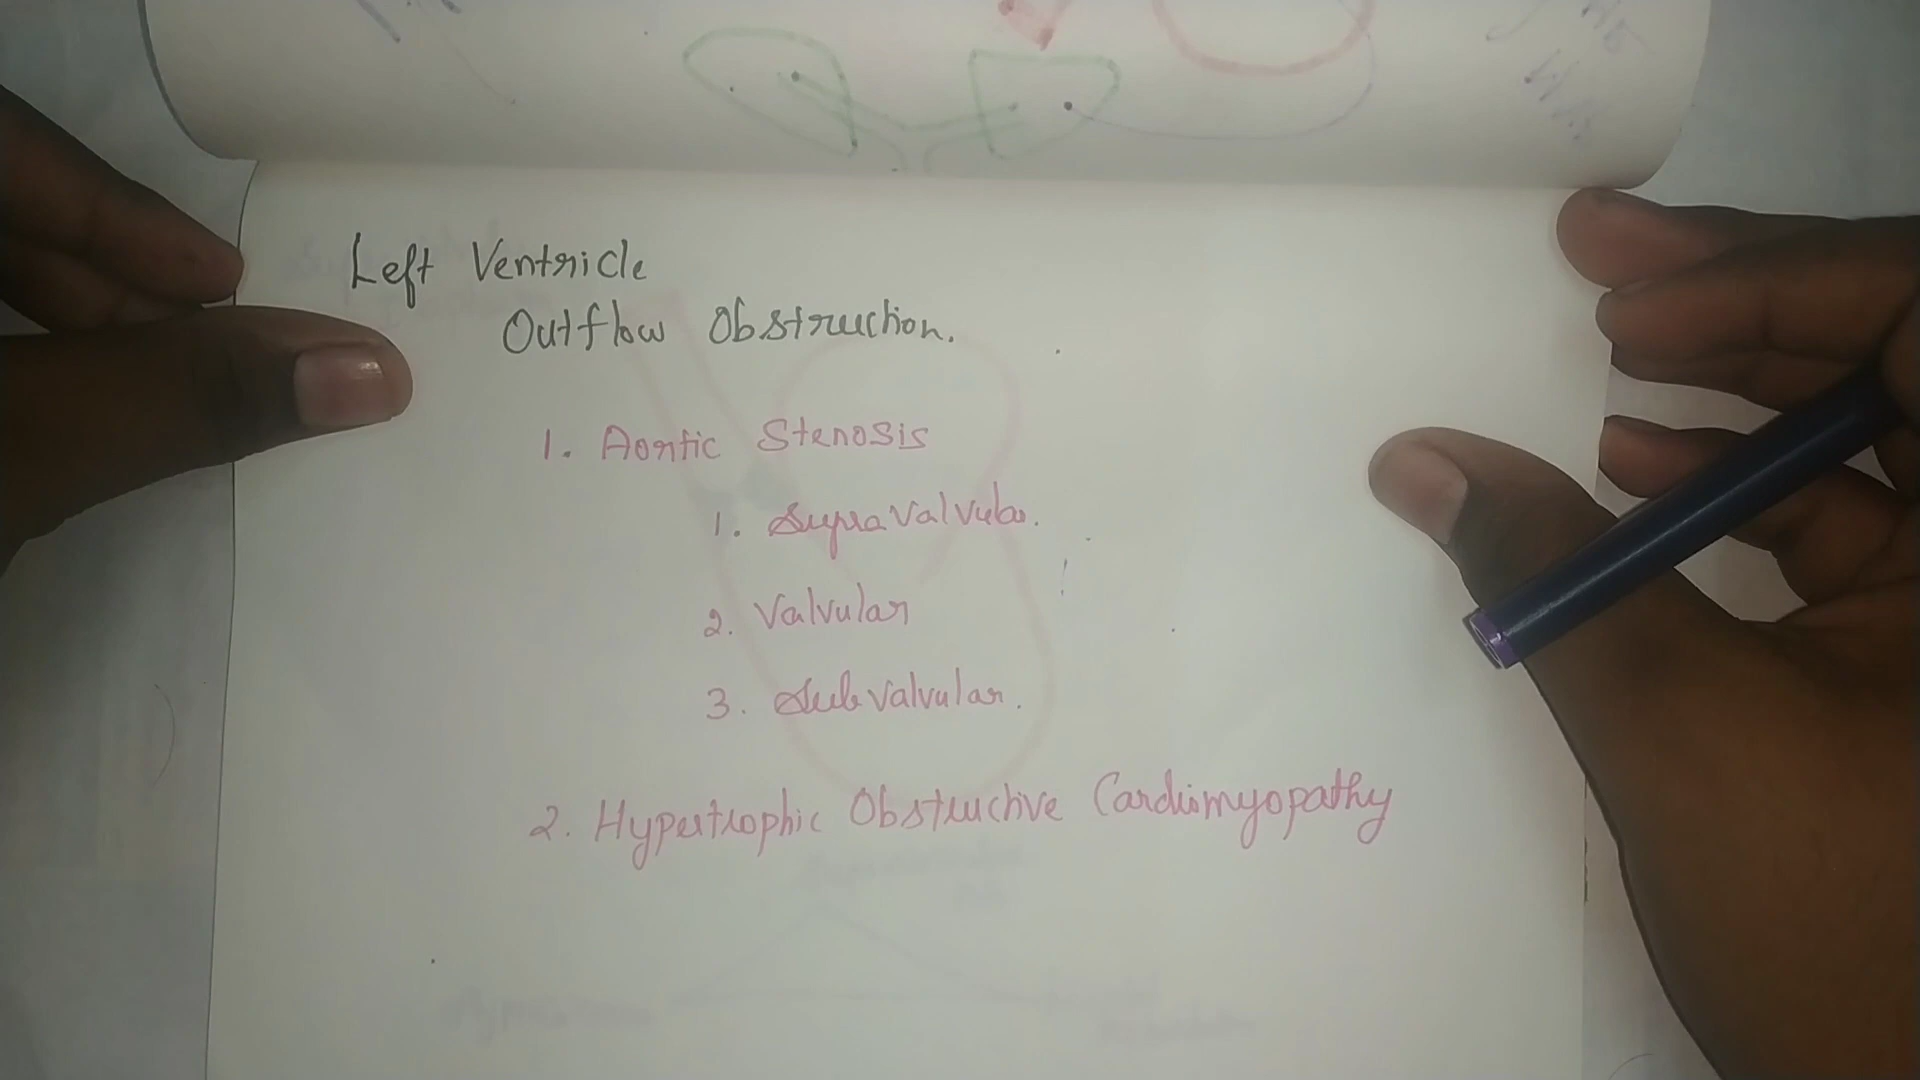 Left Ventricle
Outflow Obstruction.
1. Aortic Stenosis
1. Supravalvular.
2. Valvular
3. Subvalvular.
2. Hypertrophic Obstructive Cardiomyopathy